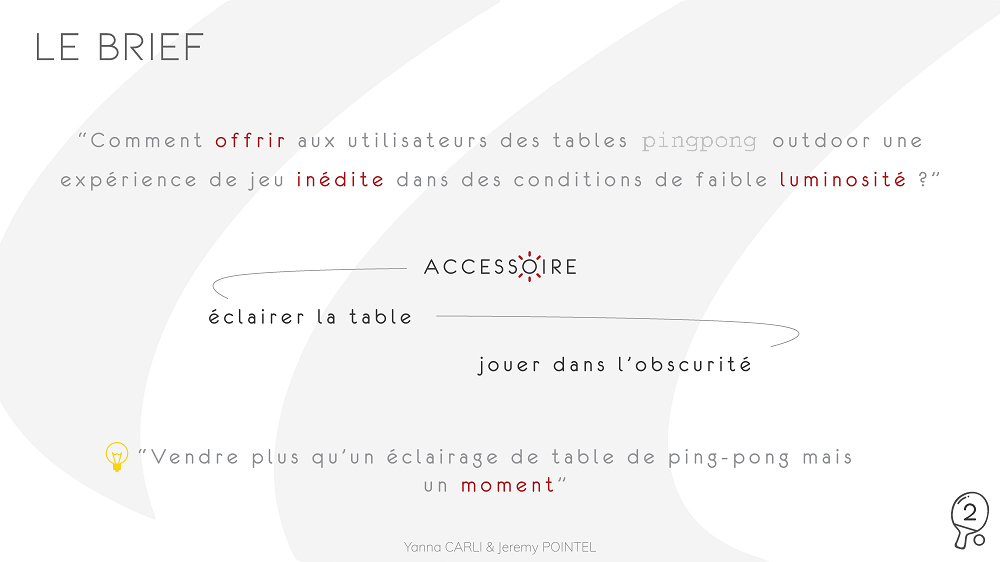 LE BRIEF
"Comment offrir aux utilisateurs des tables pingpong outdoor une
expérience de jeu inédite dans des conditions de faible luminosité ?"
ACCESSOIRE
éclairer la table
jouer dans l'obscurité
"Vendre plus qu'un éclairage de table de ping-pong mais
un moment"
2
Yanna CARLI & Jeremy POINTEL